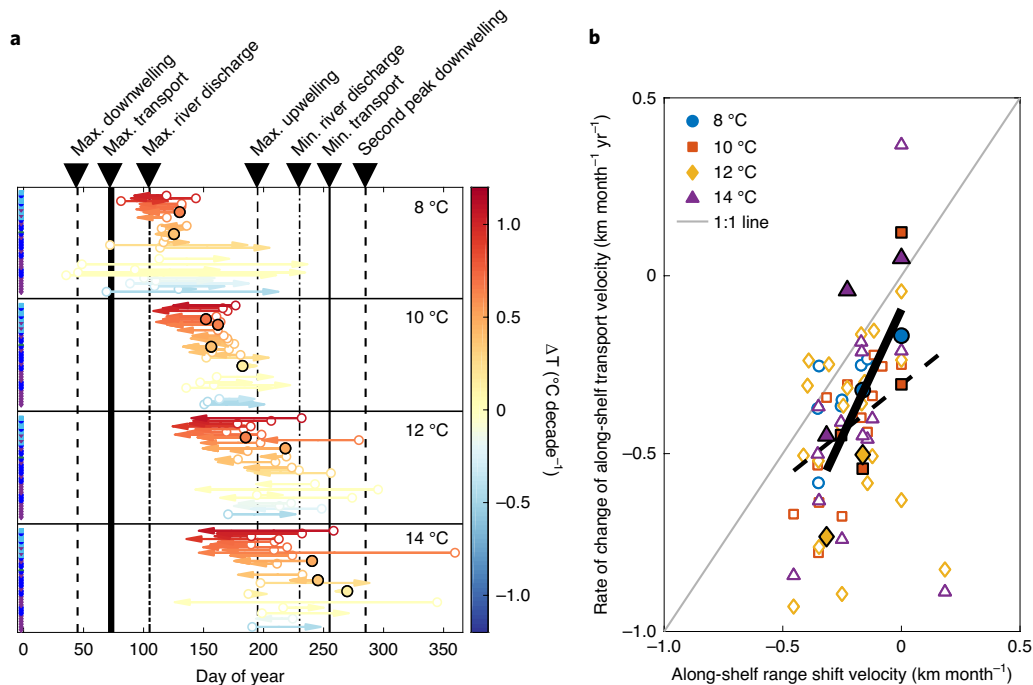 a
Max. downwelling
Max. transport
Max. river discharge
Max. upwelling
Min. river discharge
Min. transport
Second peak downwelling
8 °C
10 °C
12 °C
14 °C
1.0
0.5
0
−0.5
−1.0
ΔT (°C decade−1)
0 50 100 150 200 250 300 350
Day of year
b
8 °C
10 °C
12 °C
14 °C
1:1 line
0.5
0
−0.5
−1.0
Rate of change of along-shelf transport velocity (km month−1 yr−1)
−1.0 −0.5 0 0.5
Along-shelf range shift velocity (km month−1)